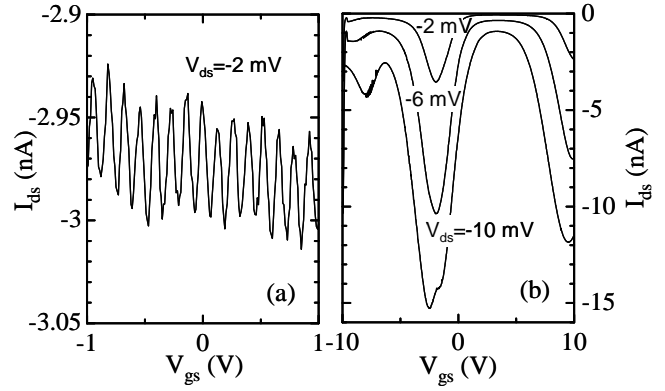 -2.9
-2.95
-3
-3.05
I_ds (nA)
V_ds=-2 mV
(a)
-1
0
1
V_gs (V)
-2 mV
-6 mV
V_ds=-10 mV
(b)
-10
0
10
V_gs (V)
0
-5
-10
-15
I_ds (nA)